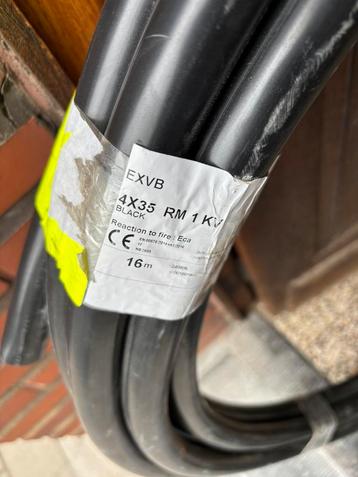 EXVB
4X35 RM 1 KV
BLACK
Reaction to fire : Eca
CE
16m